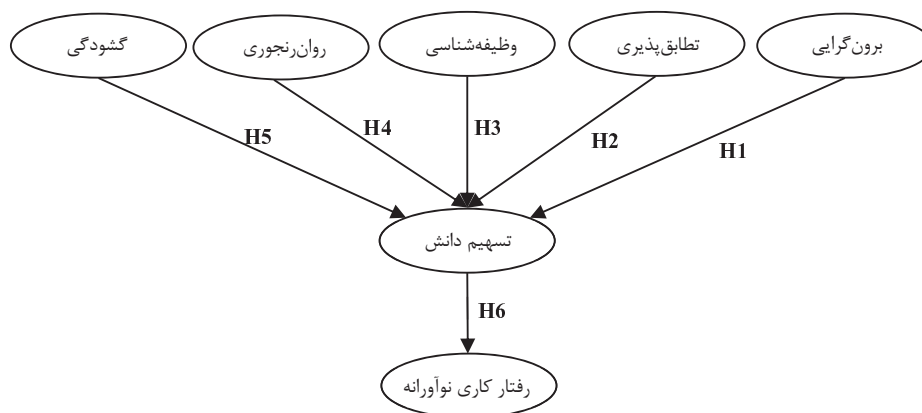 برون‌گرایی
تطابق‌پذیری
وظیفه‌شناسی
روان‌رنجوری
گشودگی
H1
H2
H3
H4
H5
تسهیم دانش
H6
رفتار کاری نوآورانه